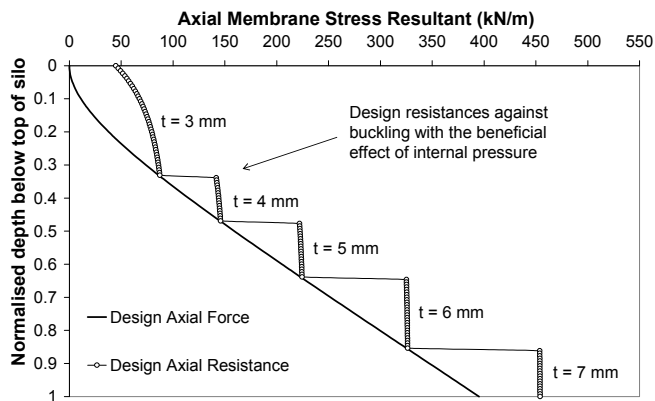 Axial Membrane Stress Resultant (kN/m)
0 50 100 150 200 250 300 350 400 450 500 550
Normalised depth below top of silo
0
0.1
0.2
0.3
0.4
0.5
0.6
0.7
0.8
0.9
1
t = 3 mm
Design resistances against
buckling with the beneficial
effect of internal pressure
t = 4 mm
t = 5 mm
t = 6 mm
t = 7 mm
Design Axial Force
Design Axial Resistance